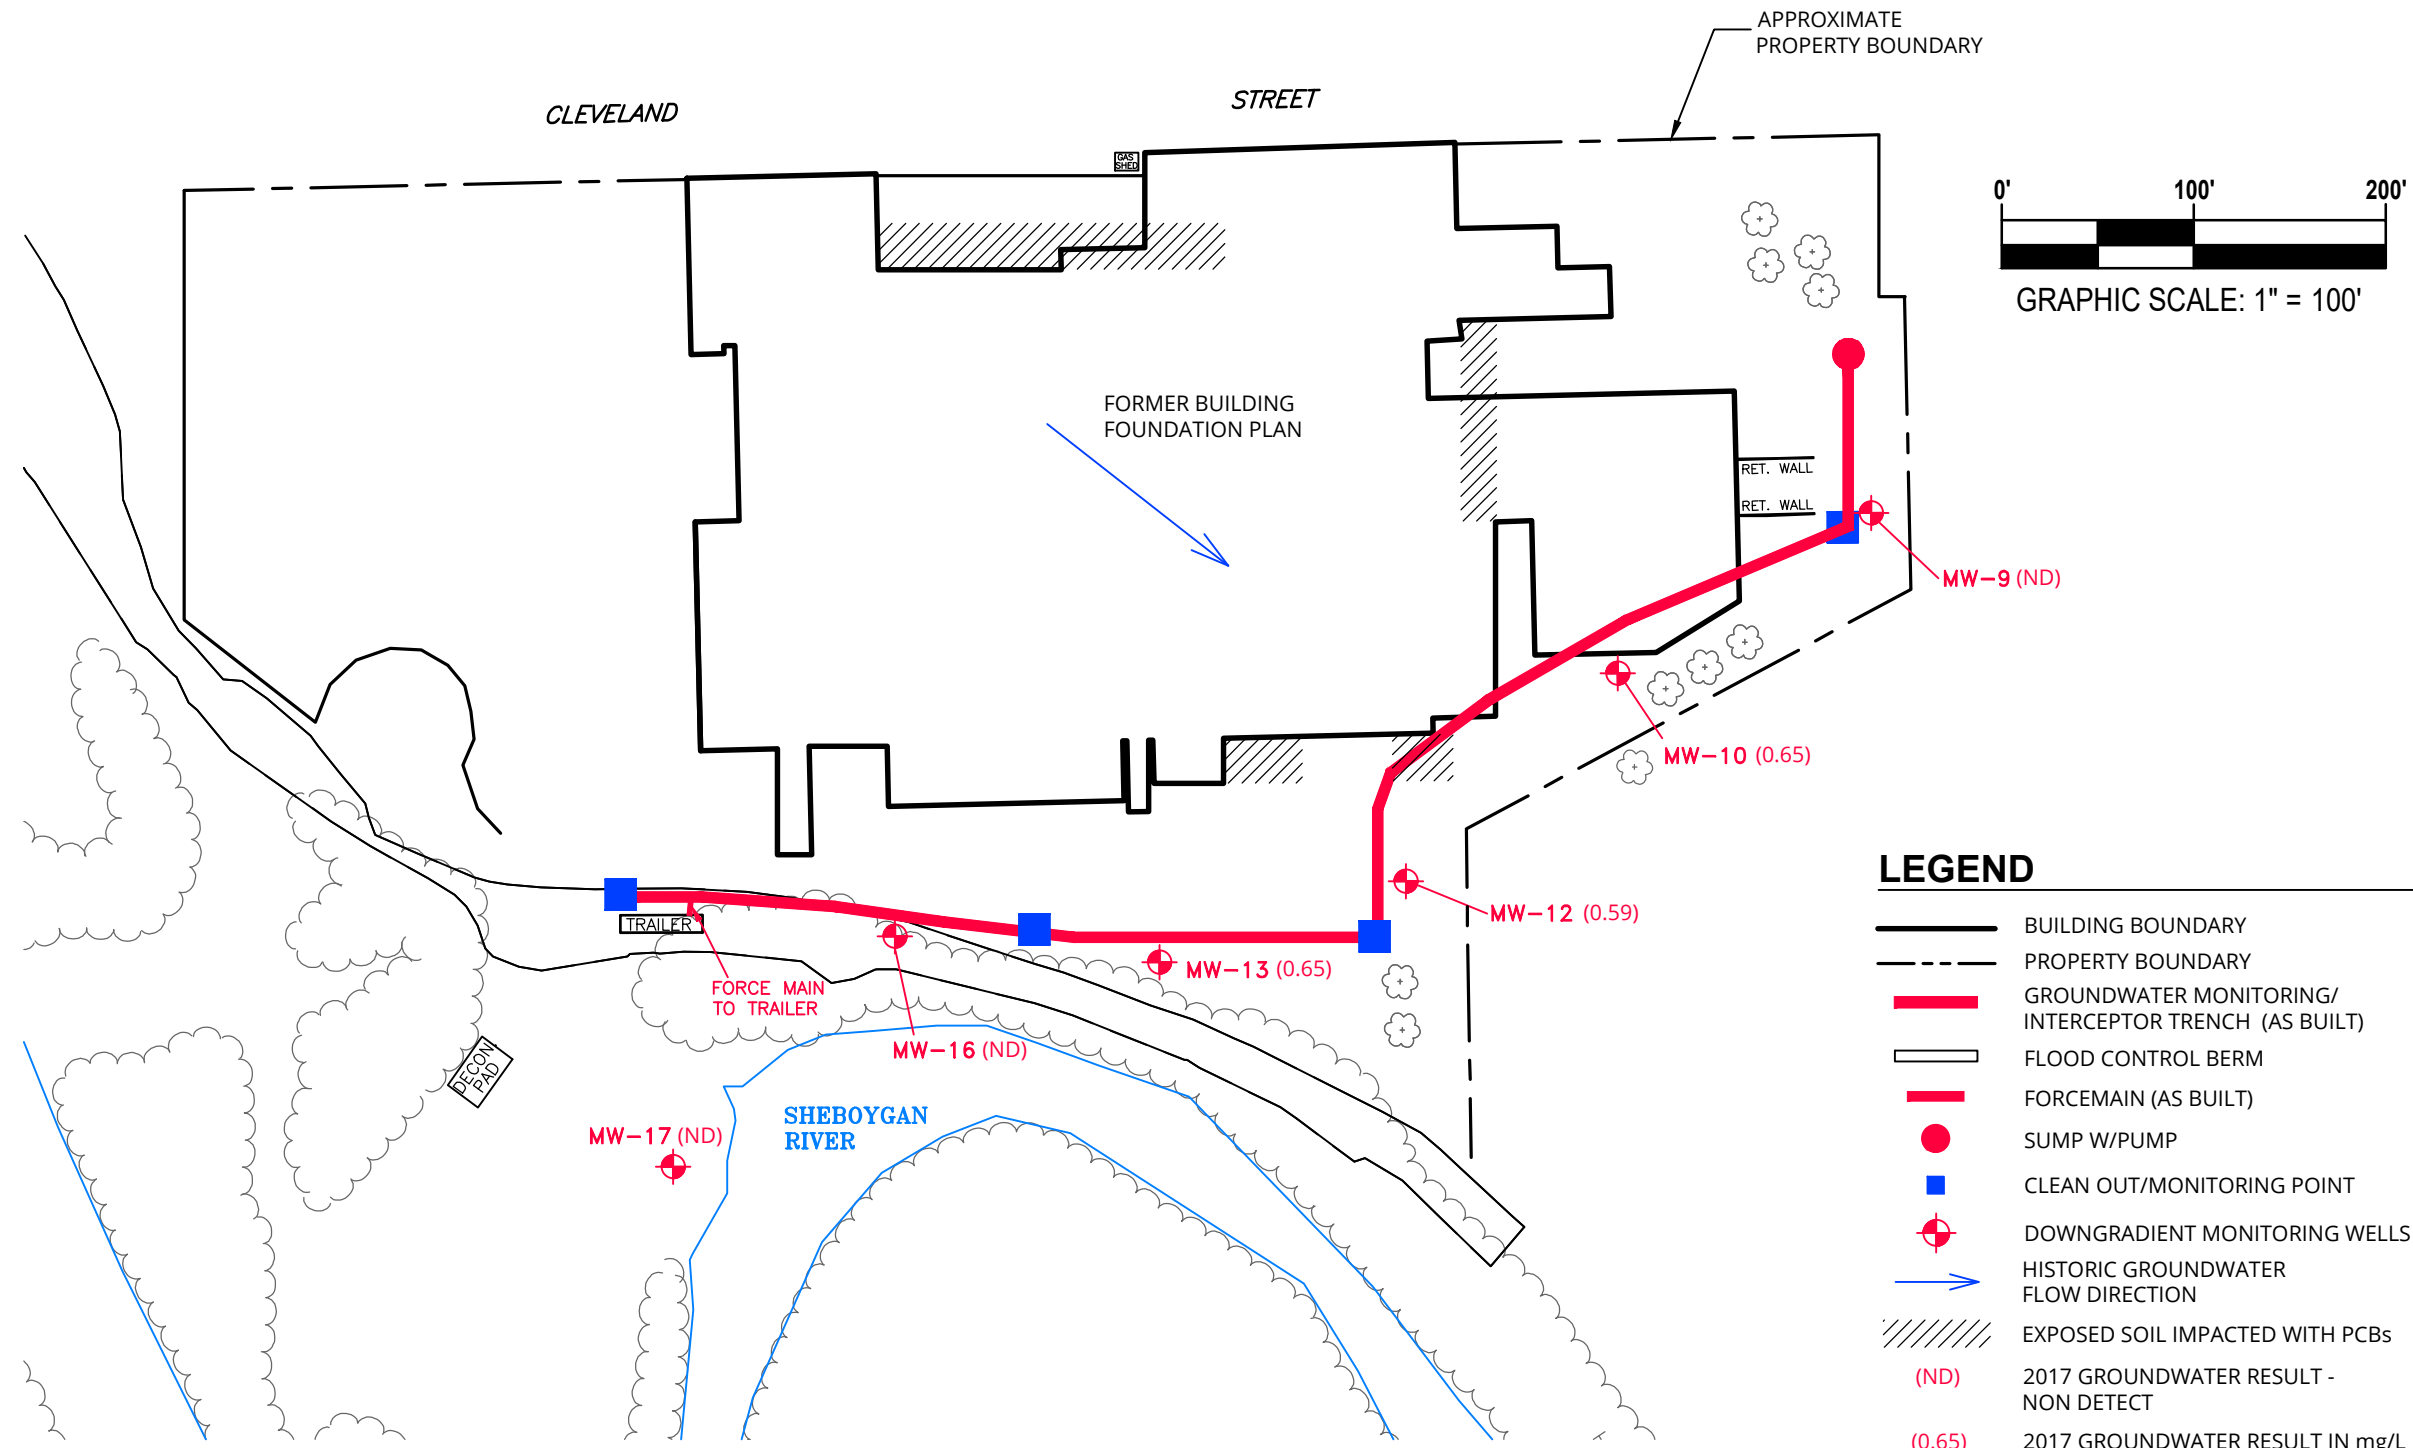 APPROXIMATE
PROPERTY BOUNDARY
CLEVELAND
STREET
GAS
SHED
0' 100' 200'
GRAPHIC SCALE: 1" = 100'
FORMER BUILDING
FOUNDATION PLAN
RET. WALL
RET. WALL
MW-9 (ND)
MW-10 (0.65)
MW-12 (0.59)
MW-13 (0.65)
TRAILER
FORCE MAIN
TO TRAILER
MW-16 (ND)
DECON.
PAD
SHEBOYGAN
RIVER
MW-17 (ND)
LEGEND
BUILDING BOUNDARY
PROPERTY BOUNDARY
GROUNDWATER MONITORING/
INTERCEPTOR TRENCH (AS BUILT)
FLOOD CONTROL BERM
FORCEMAIN (AS BUILT)
SUMP W/PUMP
CLEAN OUT/MONITORING POINT
DOWNGRADIENT MONITORING WELLS
HISTORIC GROUNDWATER
FLOW DIRECTION
EXPOSED SOIL IMPACTED WITH PCBs
(ND) 2017 GROUNDWATER RESULT -
NON DETECT
(0.65) 2017 GROUNDWATER RESULT IN mg/L